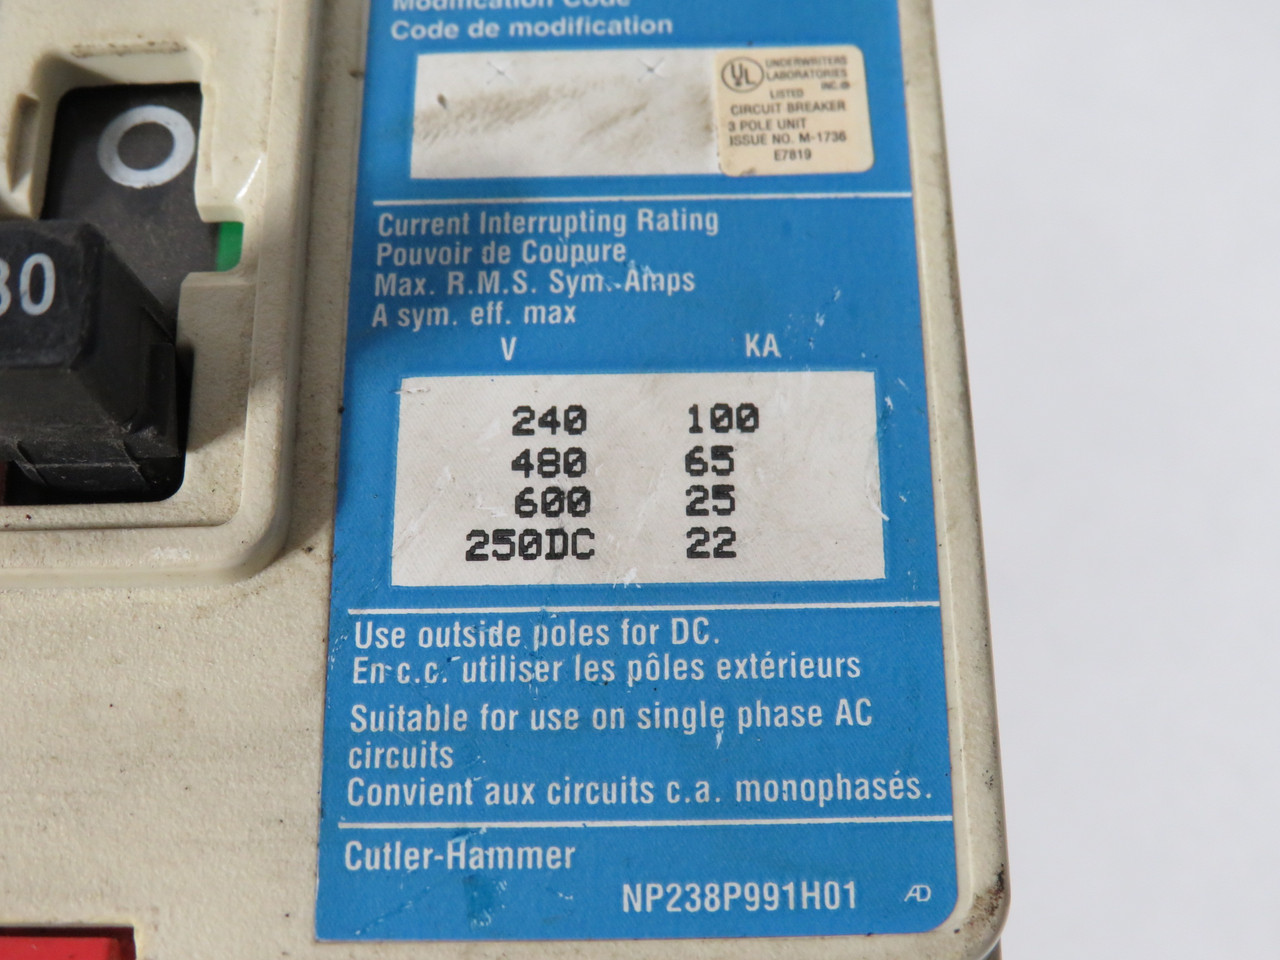 Modification Code
Code de modification
UL
UNDERWRITERS
LABORATORIES
INC.®
LISTED
CIRCUIT BREAKER
3 POLE UNIT
ISSUE NO. M-1736
E7819
Current Interrupting Rating
Pouvoir de Coupure
Max. R.M.S. Sym. Amps
A sym. eff. max
V KA
240 100
480 65
600 25
250DC 22
Use outside poles for DC.
En c.c. utiliser les pôles extérieurs
Suitable for use on single phase AC
circuits
Convient aux circuits c.a. monophasés.
Cutler-Hammer
NP238P991H01 AD